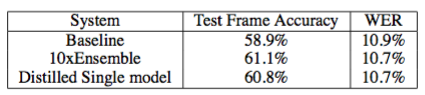 System Test Frame Accuracy WER
Baseline 58.9% 10.9%
10xEnsemble 61.1% 10.7%
Distilled Single model 60.8% 10.7%